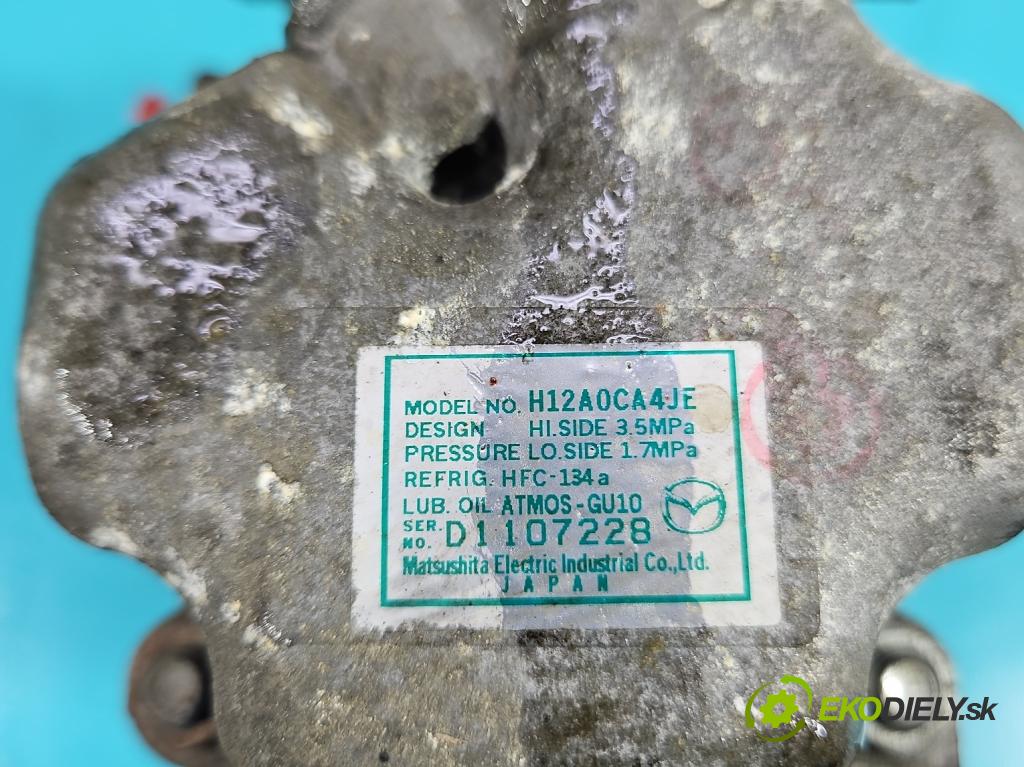 MODEL NO. H12A0CA4JE
DESIGN HI.SIDE 3.5MPa
PRESSURE LO.SIDE 1.7MPa
REFRIG. HFC-134a
LUB. OIL ATMOS-GU10
SER. NO. D1107228
Matsushita Electric Industrial Co.,Ltd.
JAPAN
EKODIELY.sk